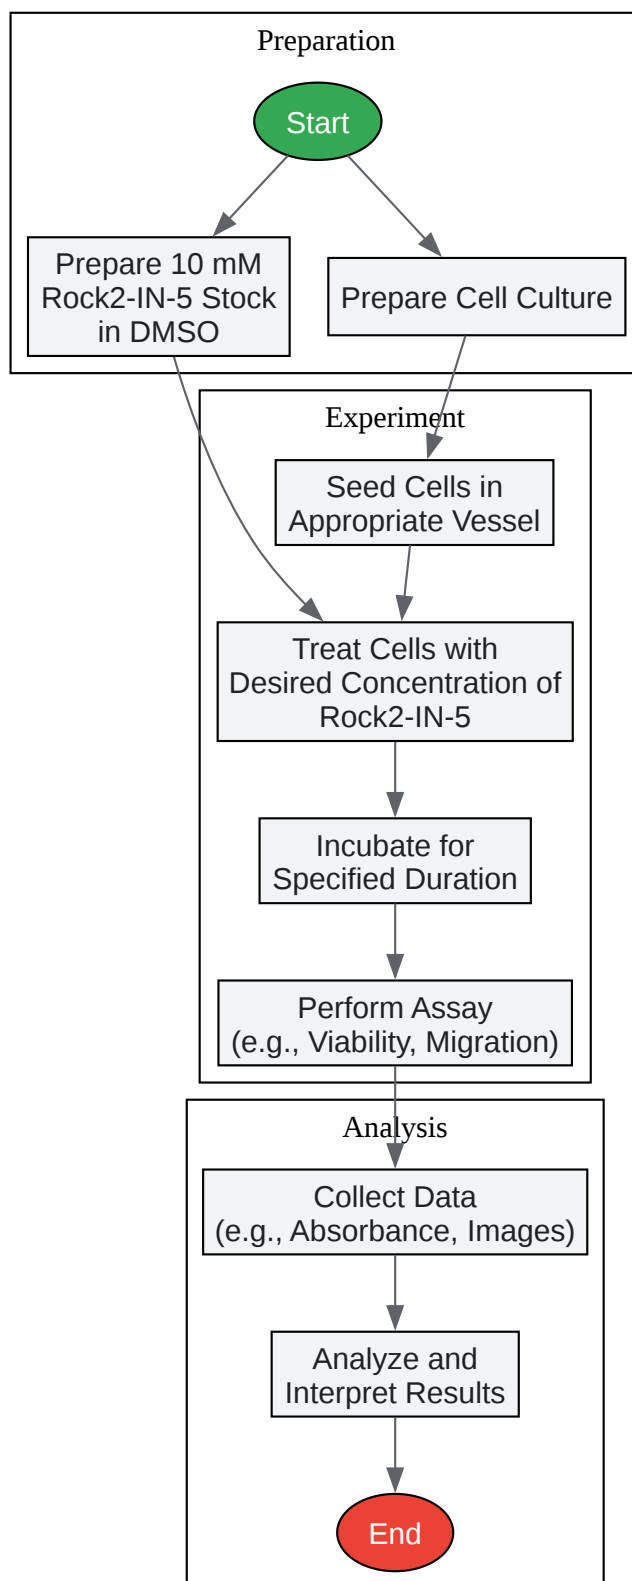 Preparation
Start
Prepare 10 mM
Rock2-IN-5 Stock
in DMSO
Prepare Cell Culture
Experiment
Seed Cells in
Appropriate Vessel
Treat Cells with
Desired Concentration of
Rock2-IN-5
Incubate for
Specified Duration
Perform Assay
(e.g., Viability, Migration)
Analysis
Collect Data
(e.g., Absorbance, Images)
Analyze and
Interpret Results
End